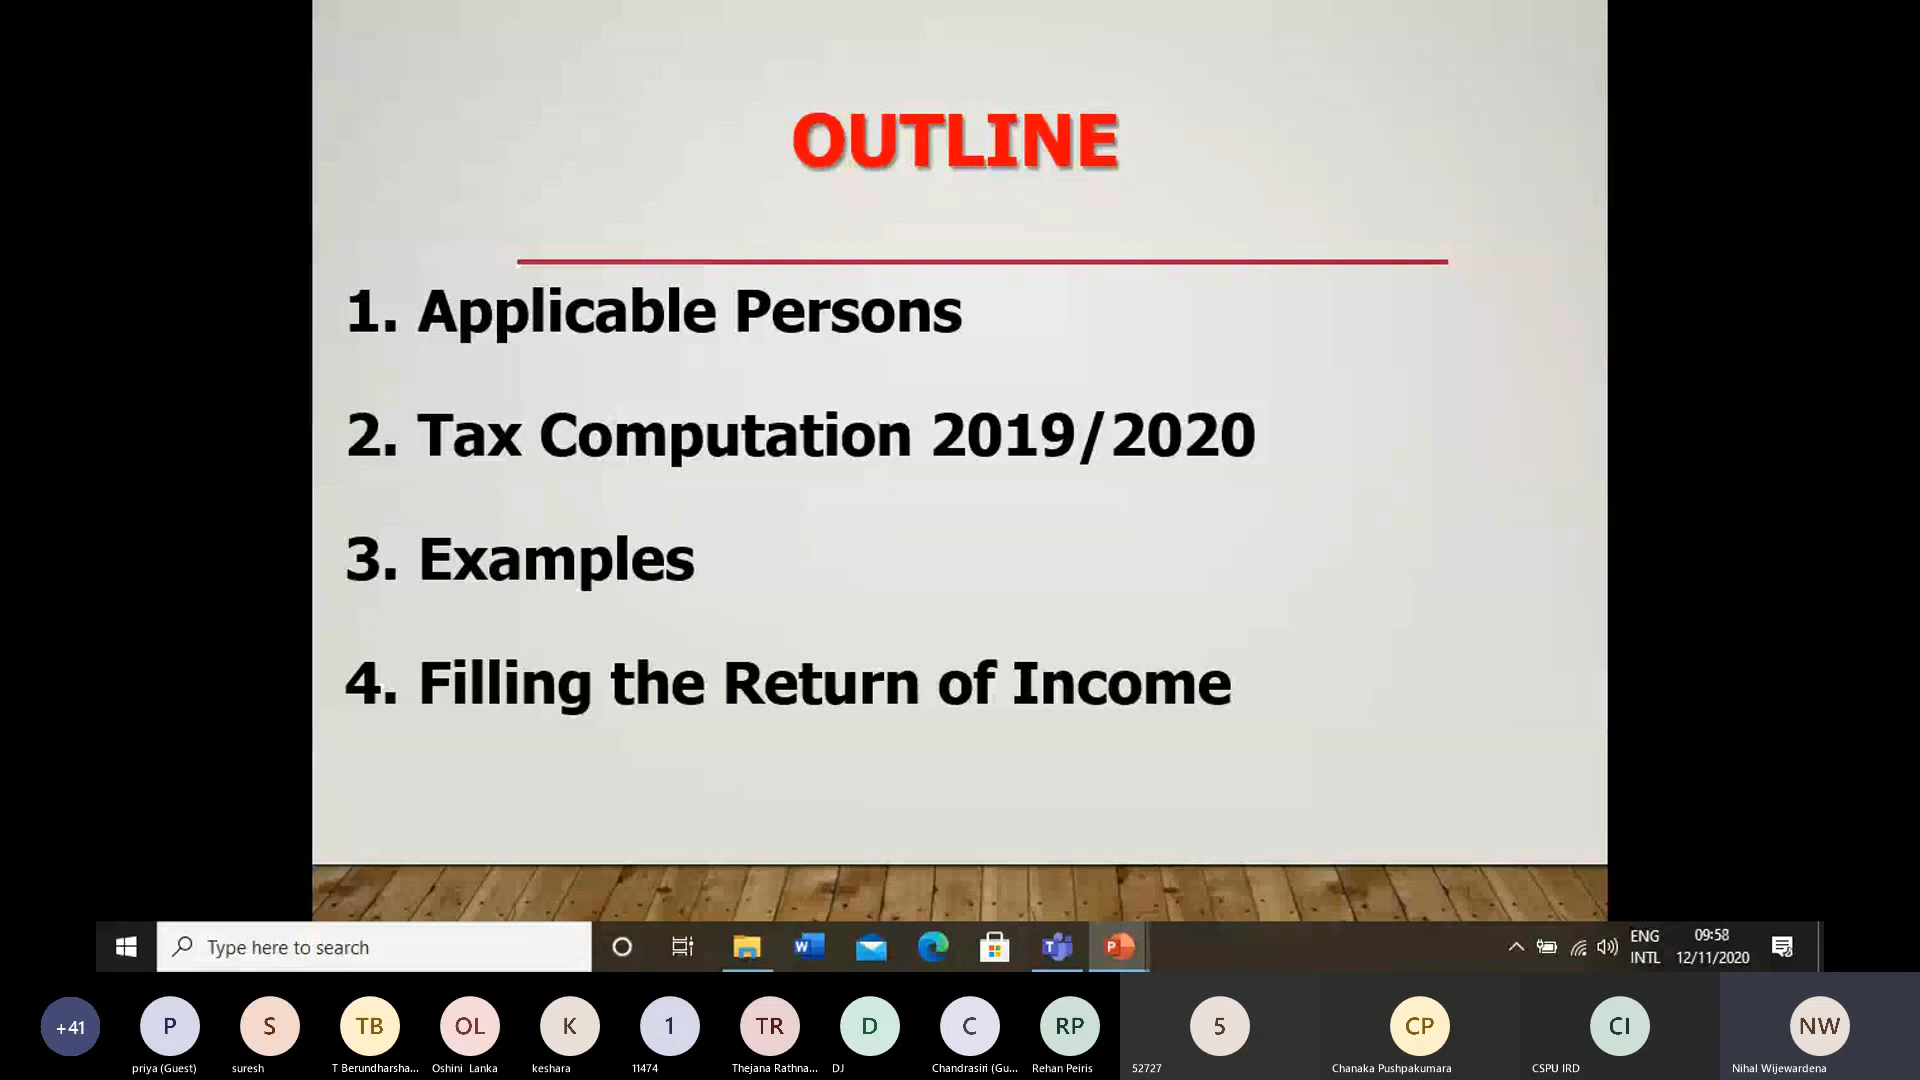 OUTLINE
1. Applicable Persons
2. Tax Computation 2019/2020
3. Examples
4. Filling the Return of Income
Type here to search
W
P
ENG
INTL
09:58
12/11/2020
+41
P
S
TB
OL
K
1
TR
D
C
RP
5
CP
CI
NW
priya (Guest)
suresh
T Berundharsha...
Oshini Lanka
keshara
11474
Thejana Rathna...
DJ
Chandrasiri (Gu...
Rehan Peiris
52727
Chanaka Pushpakumara
CSPU IRD
Nihal Wijewardena